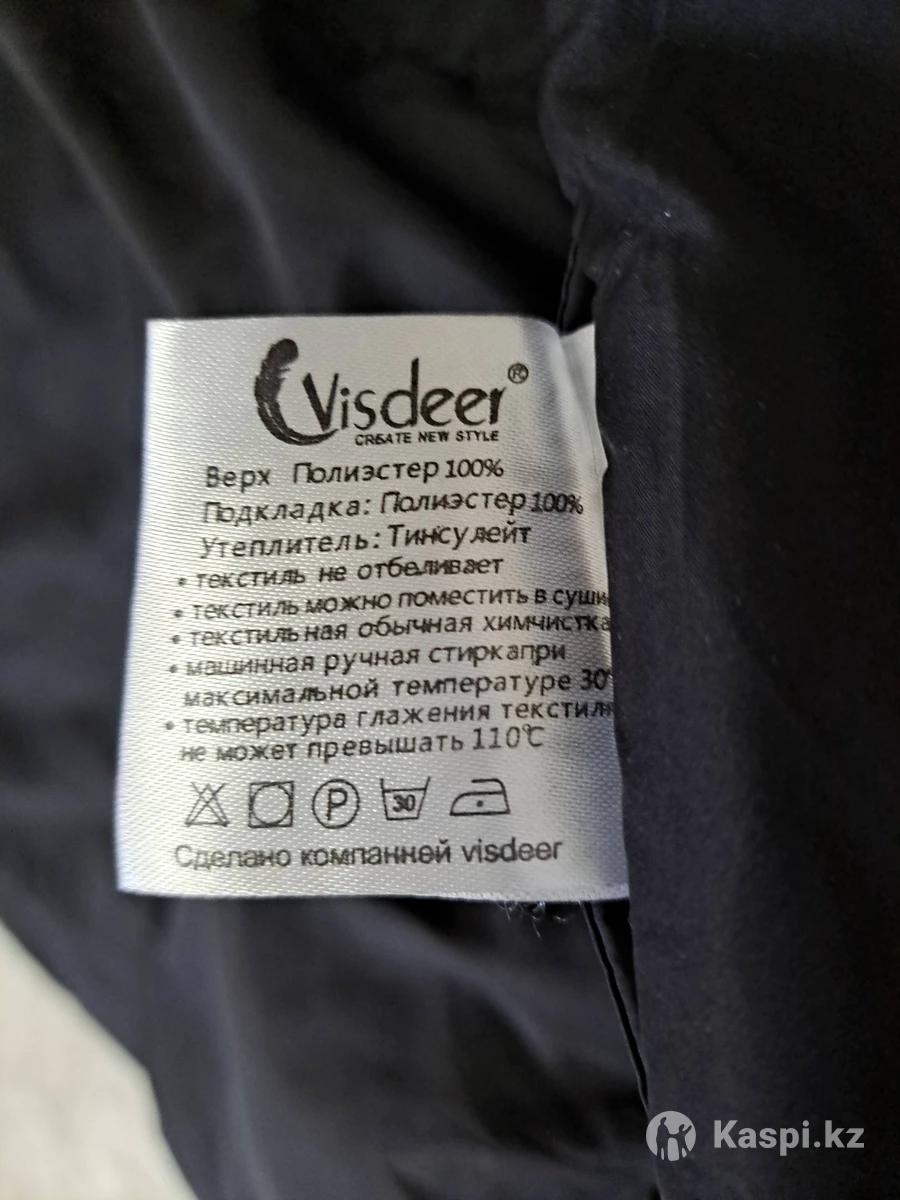 Visdeer®
CREATE NEW STYLE
Верх Полиэстер 100%
Подкладка: Полиэстер 100%
Утеплитель: Тинсулейт
• текстиль не отбеливает
• текстиль можно поместить в суши
• текстильная обычная химчистка
• машинная ручная стиркапри
максимальной температуре 30°
• температура глажения текстиля
не может превышать 110℃
P 30
Сделано компанней visdeer
Kaspi.kz